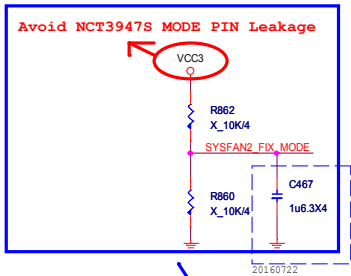 Avoid NCT3947S MODE PIN Leakage
VCC3
R862
X_10K/4
SYSFAN2_FIX_MODE
R860
X_10K/4
C467
1u6.3X4
20160722